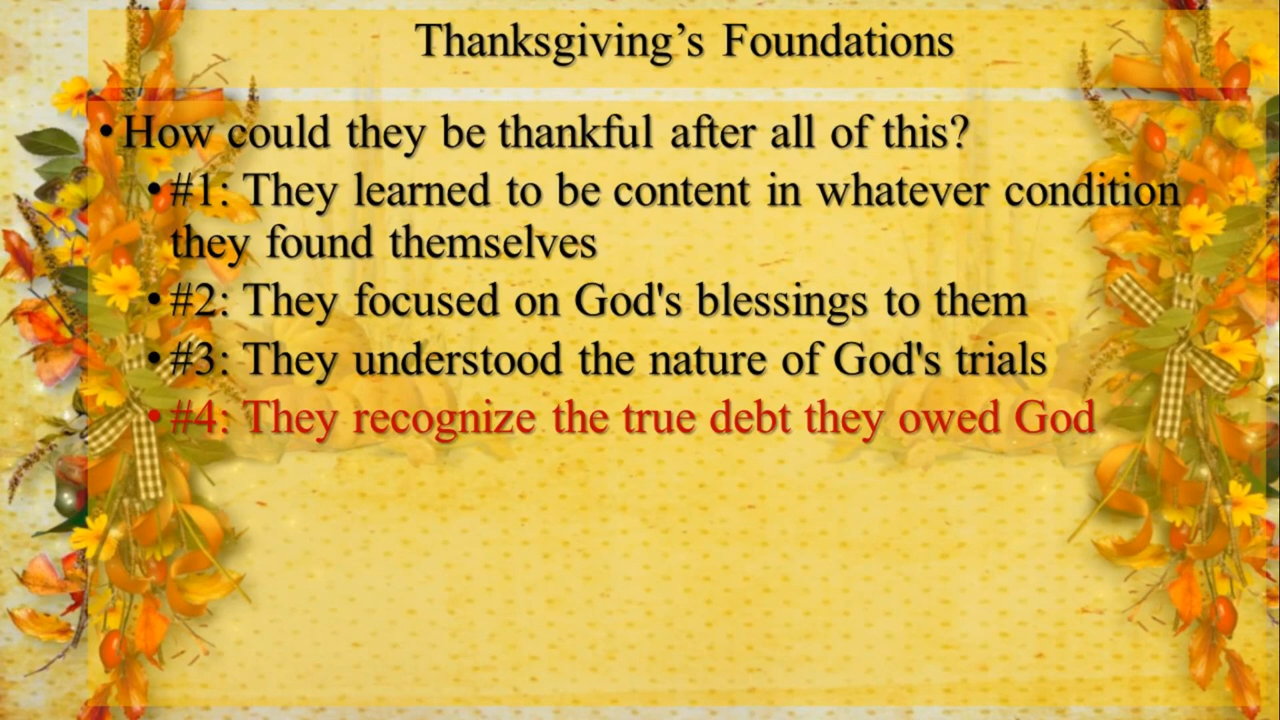 Thanksgiving’s Foundations
• How could they be thankful after all of this?
• #1: They learned to be content in whatever condition
they found themselves
• #2: They focused on God's blessings to them
• #3: They understood the nature of God's trials
• #4: They recognize the true debt they owed God